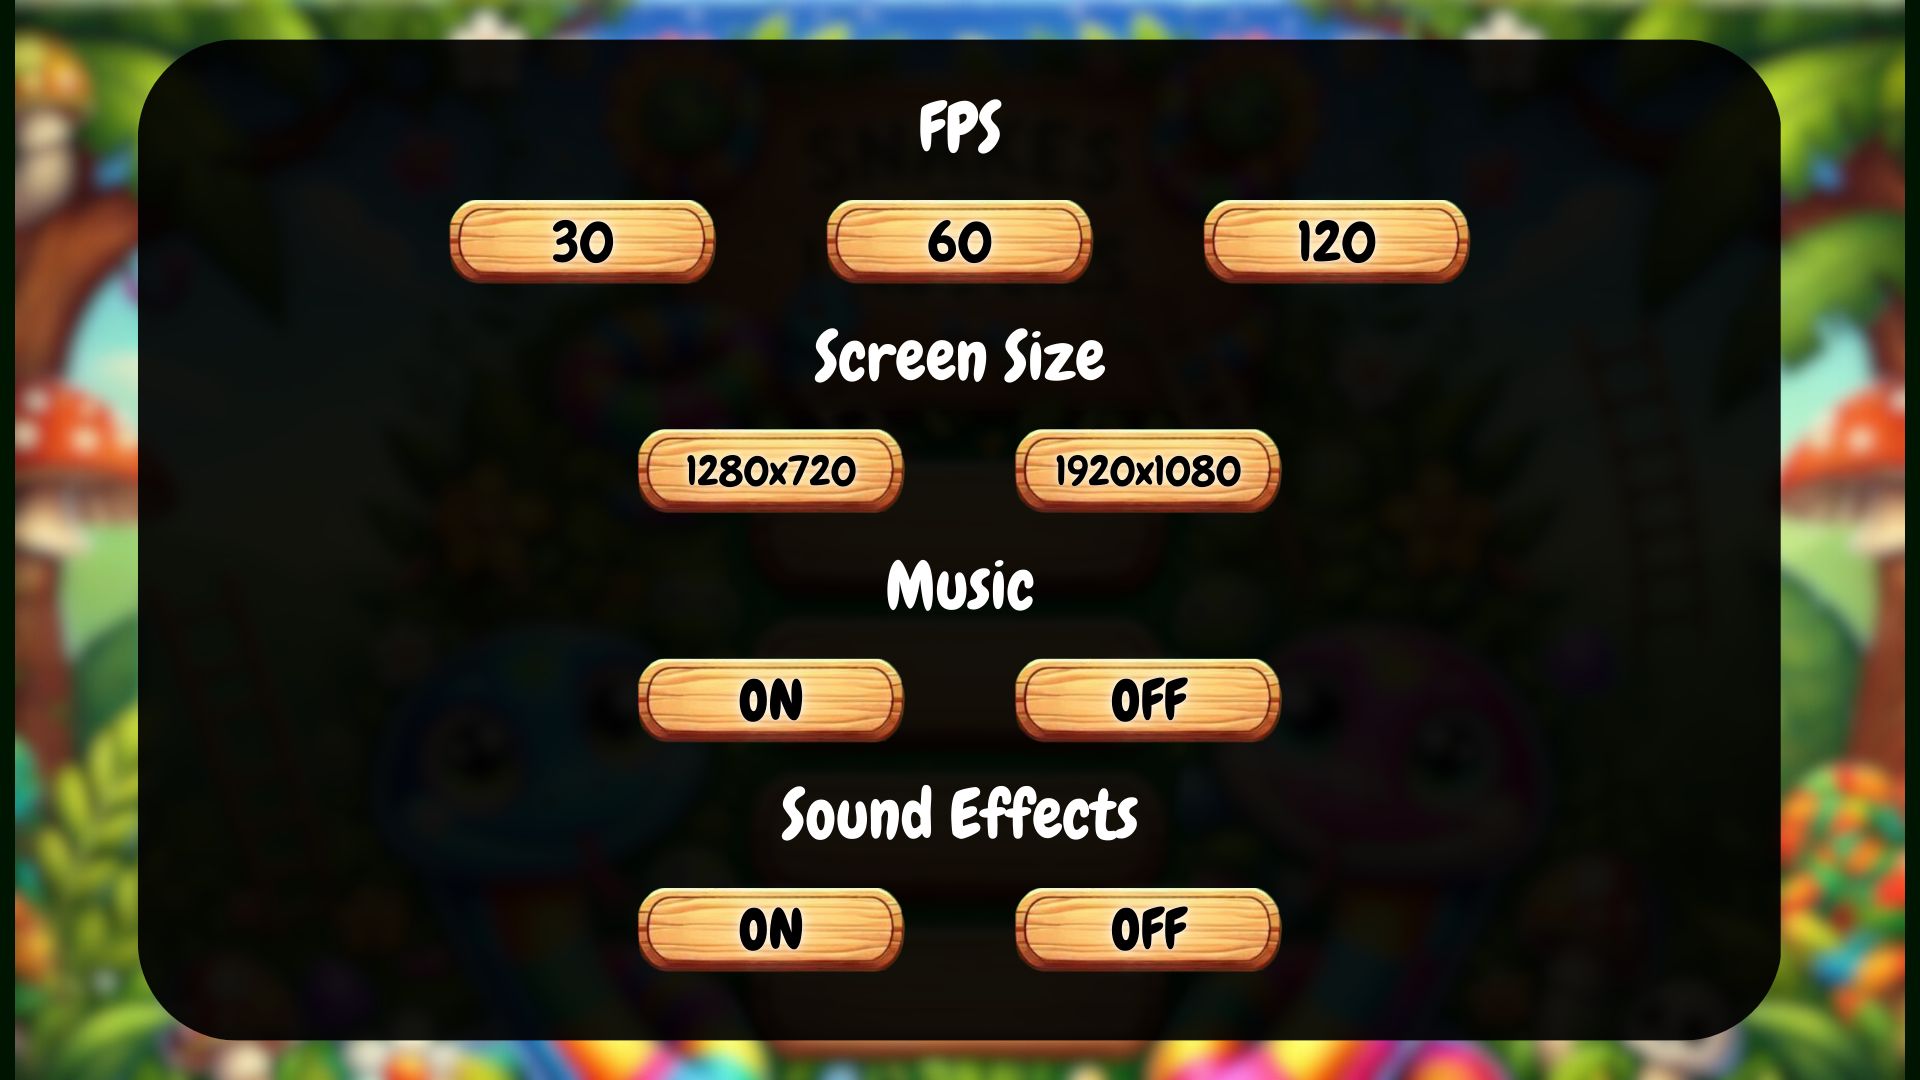 FPS
30 60 120
Screen Size
1280x720 1920x1080
Music
ON OFF
Sound Effects
ON OFF